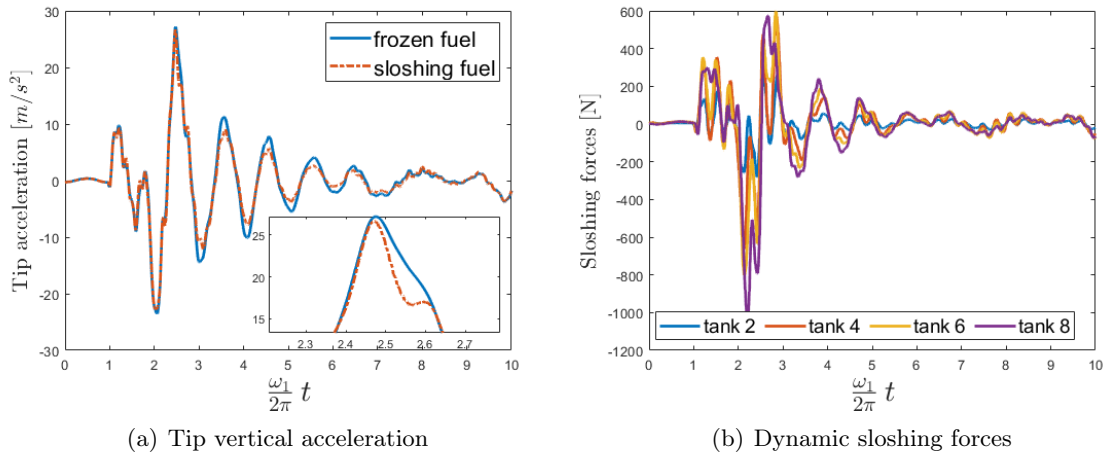 30
20
10
0
-10
-20
-30
Tip acceleration [m/s²]
frozen fuel
sloshing fuel
25
20
15
2.3 2.4 2.5 2.6 2.7
0 1 2 3 4 5 6 7 8 9 10
ω₁/2π t
(a) Tip vertical acceleration
600
400
200
0
-200
-400
-600
-800
-1000
-1200
Sloshing forces [N]
tank 2 tank 4 tank 6 tank 8
0 1 2 3 4 5 6 7 8 9 10
ω₁/2π t
(b) Dynamic sloshing forces